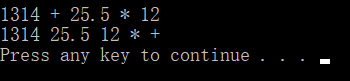 1314 + 25.5 * 12
1314 25.5 12 * +
Press any key to continue . . .